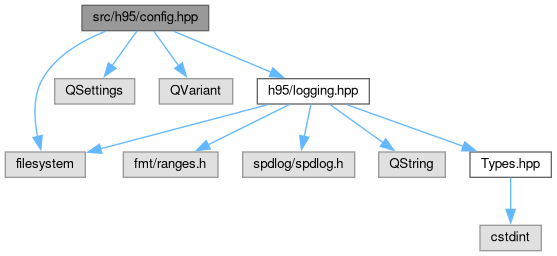 src/h95/config.hpp
QSettings
QVariant
h95/logging.hpp
filesystem
fmt/ranges.h
spdlog/spdlog.h
QString
Types.hpp
cstdint